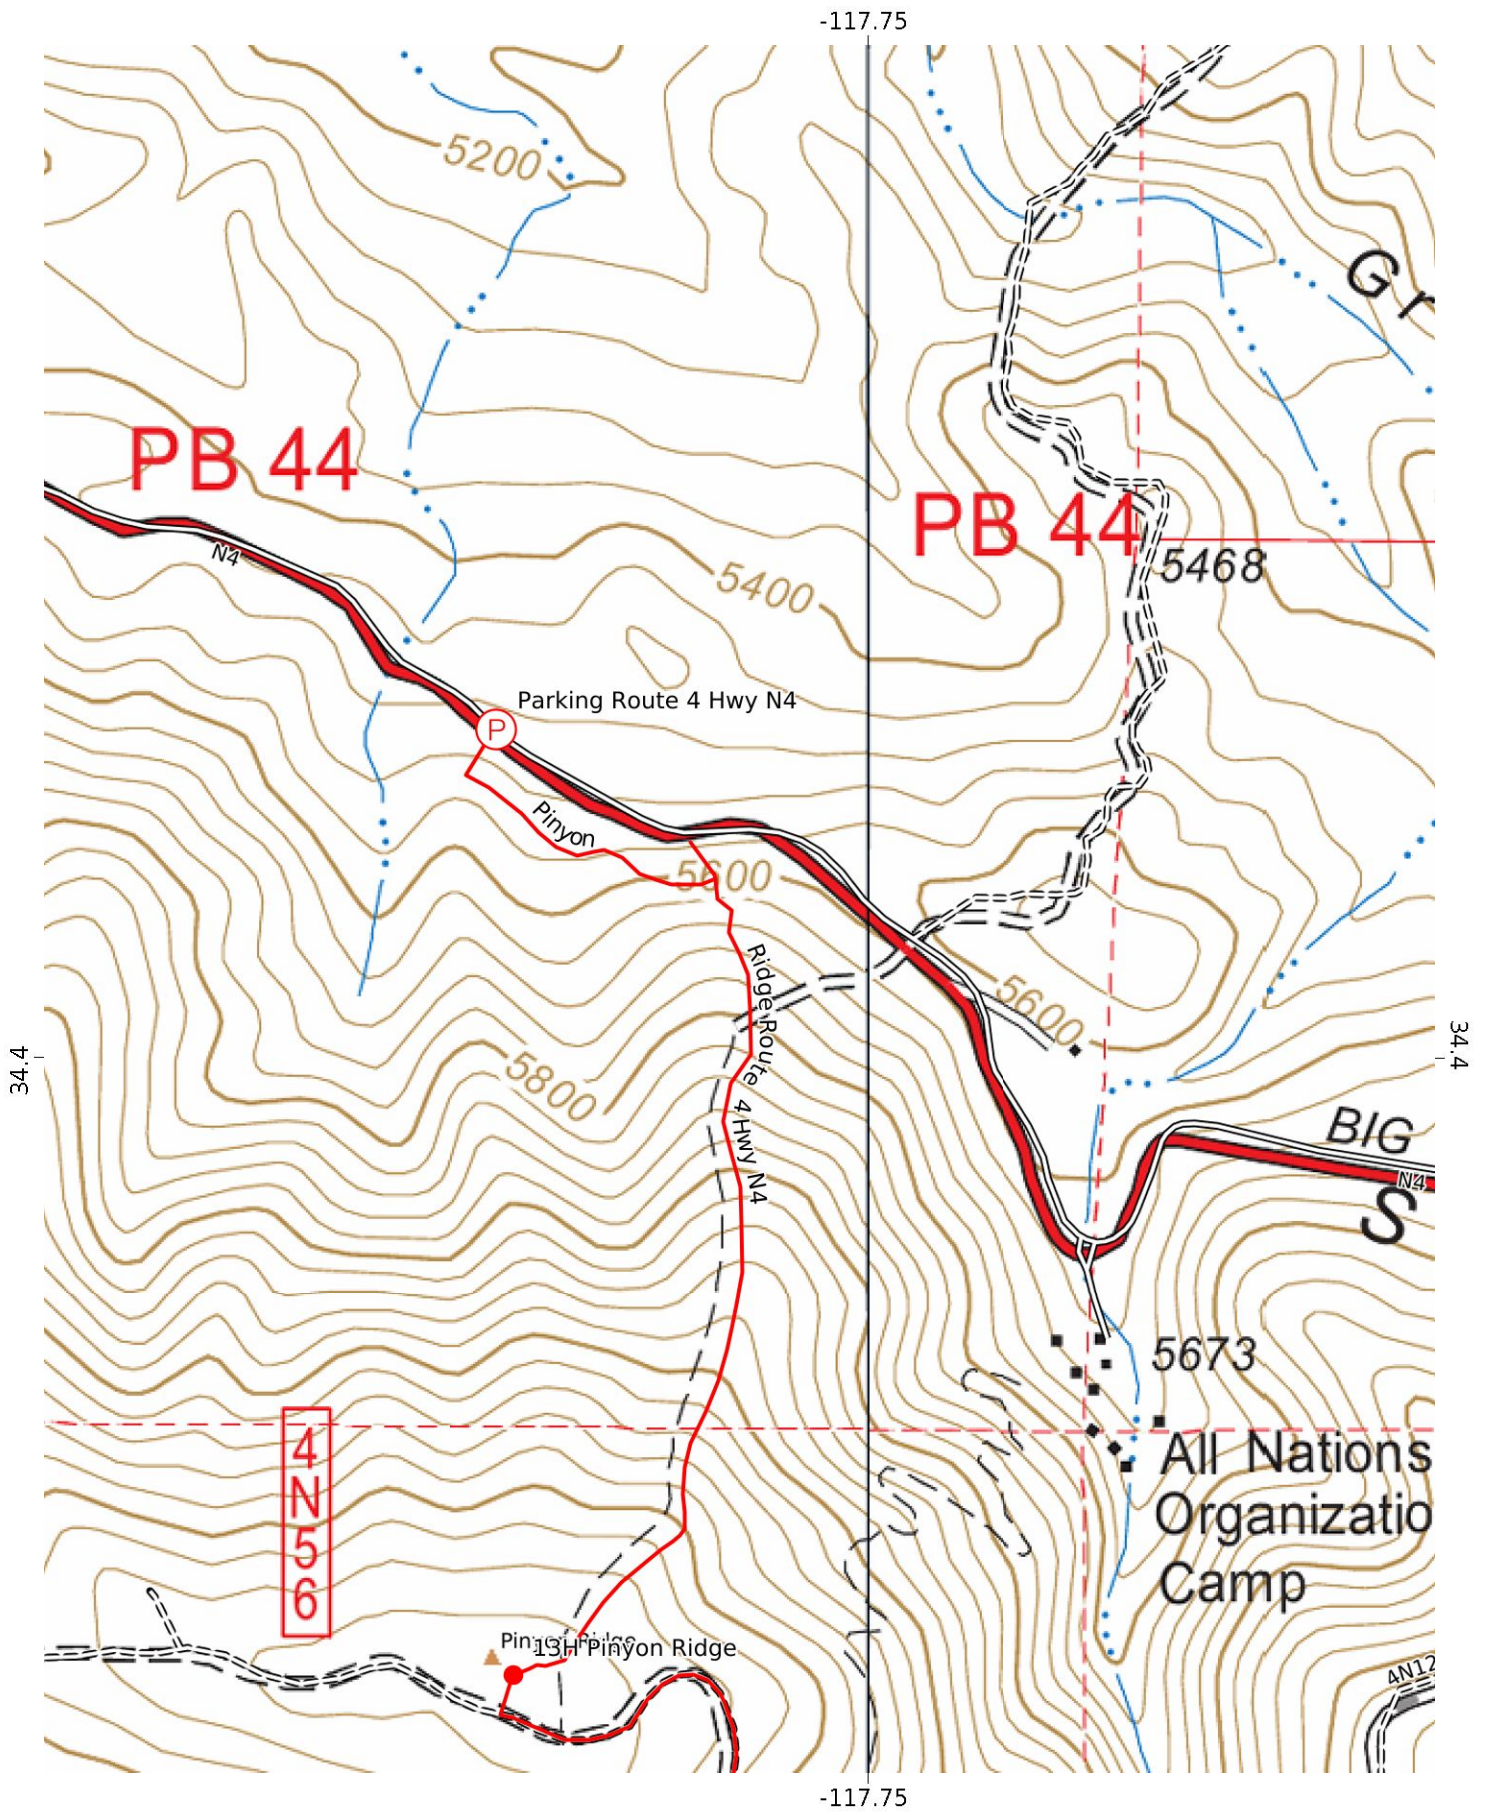 -117.75
5200
Gr
PB 44
PB 44
N4
5468
5400
Parking Route 4 Hwy N4
P
Pinyon
5600
Ridge Route 4 Hwy N4
5600
34.4
34.4
5800
BIG
N4
S
5673
4
N
5
6
All Nations
Organizatio
Camp
Pinyon Ridge
13H Pinyon Ridge
4N12
-117.75